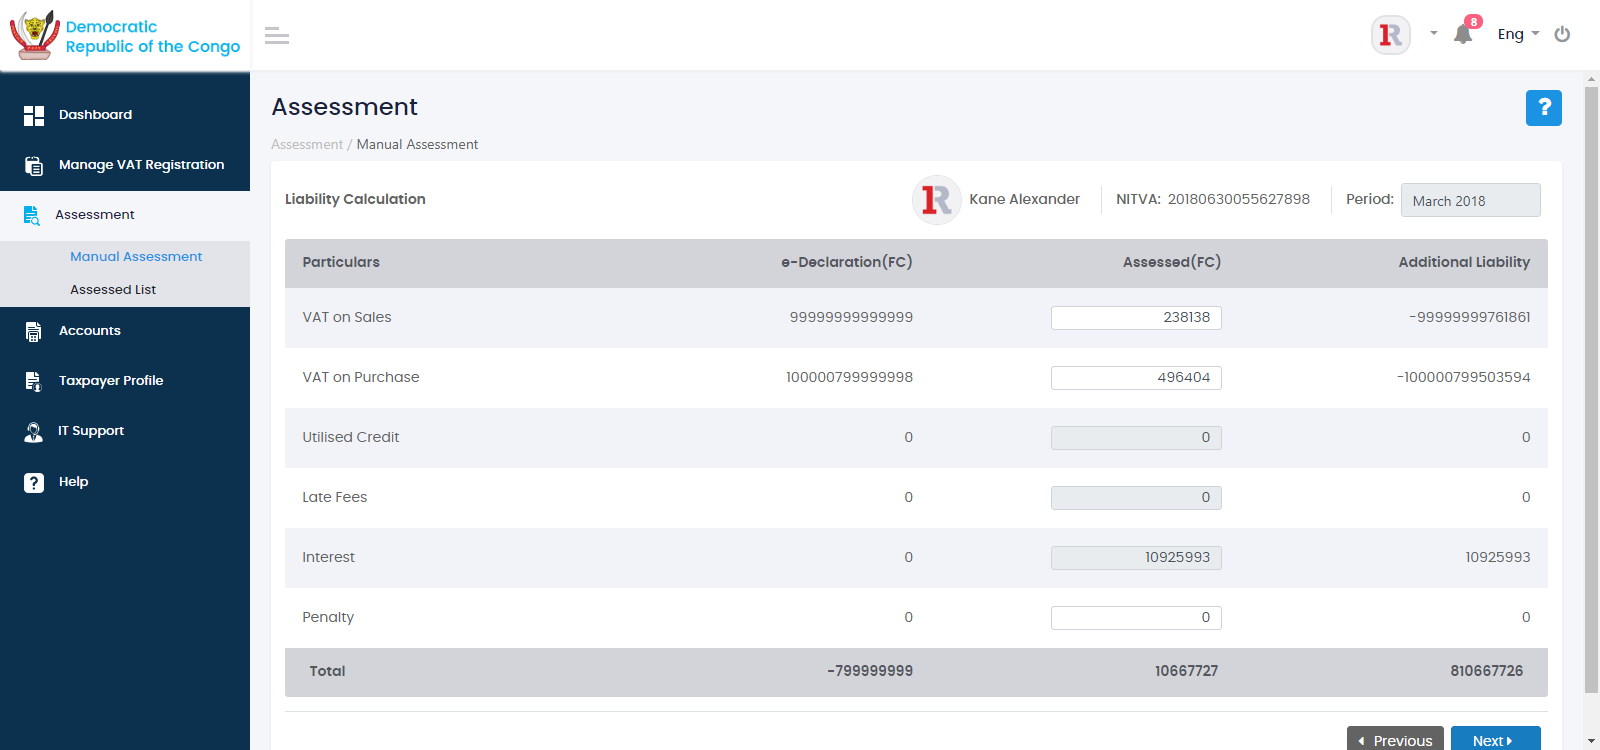 Democratic
Republic of the Congo
1R
8
Eng
Dashboard
Manage VAT Registration
Assessment
Manual Assessment
Assessed List
Accounts
Taxpayer Profile
IT Support
? Help
Assessment
?
Assessment / Manual Assessment
Liability Calculation
1R Kane Alexander
NITVA: 20180630055627898
Period: March 2018
Particulars e-Declaration(FC) Assessed(FC) Additional Liability
VAT on Sales 99999999999999 238138 -99999999761861
VAT on Purchase 100000799999998 496404 -100000799503594
Utilised Credit 0 0 0
Late Fees 0 0 0
Interest 0 10925993 10925993
Penalty 0 0 0
Total -799999999 10667727 810667726
Previous Next